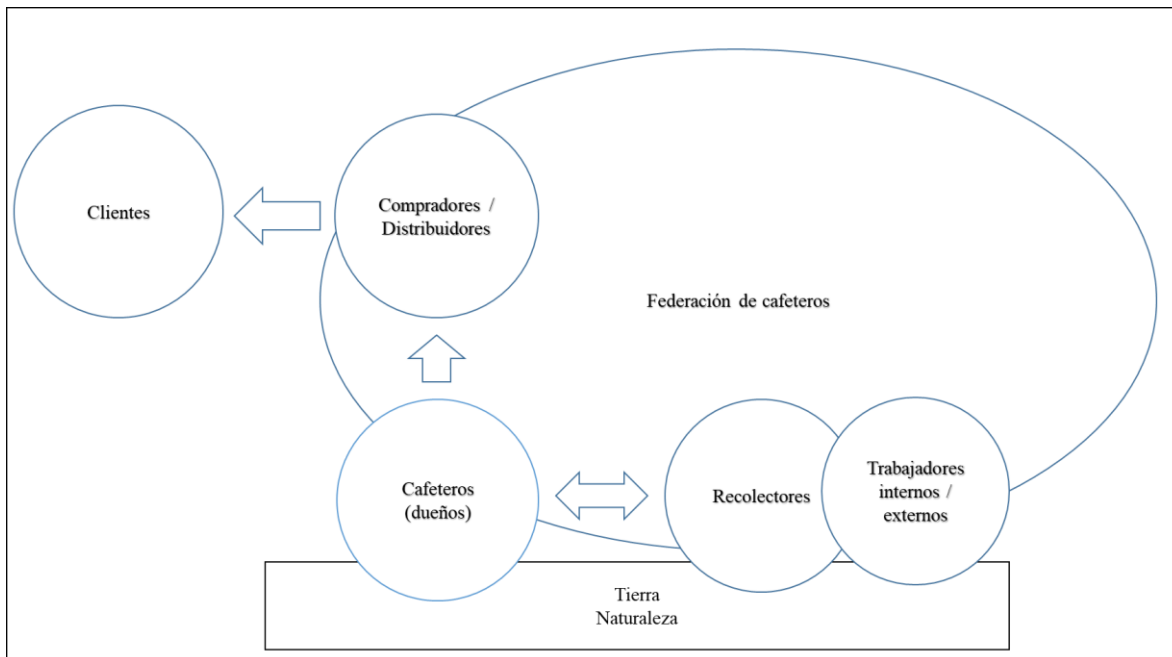 Clientes
Compradores /
Distribuidores
Federación de cafeteros
Cafeteros
(dueños)
Recolectores
Trabajadores
internos /
externos
Tierra
Naturaleza